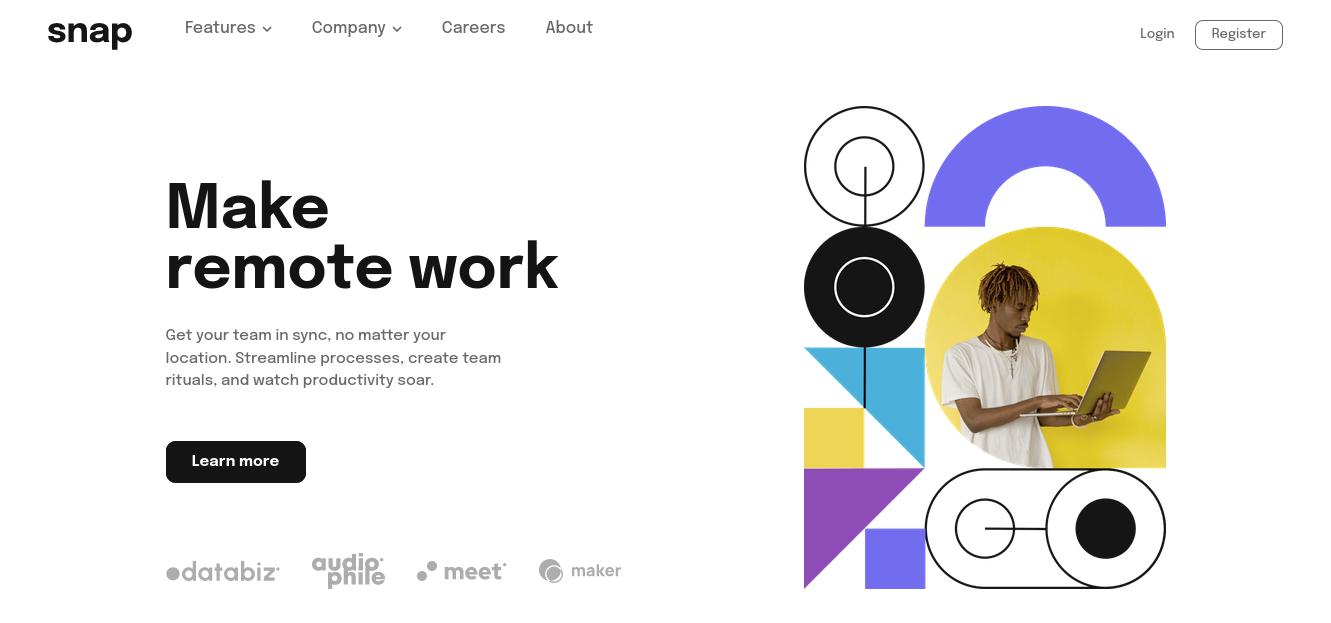 snap Features Company Careers About Login Register
Make
remote work
Get your team in sync, no matter your
location. Streamline processes, create team
rituals, and watch productivity soar.
Learn more
databiz audiophile meet maker